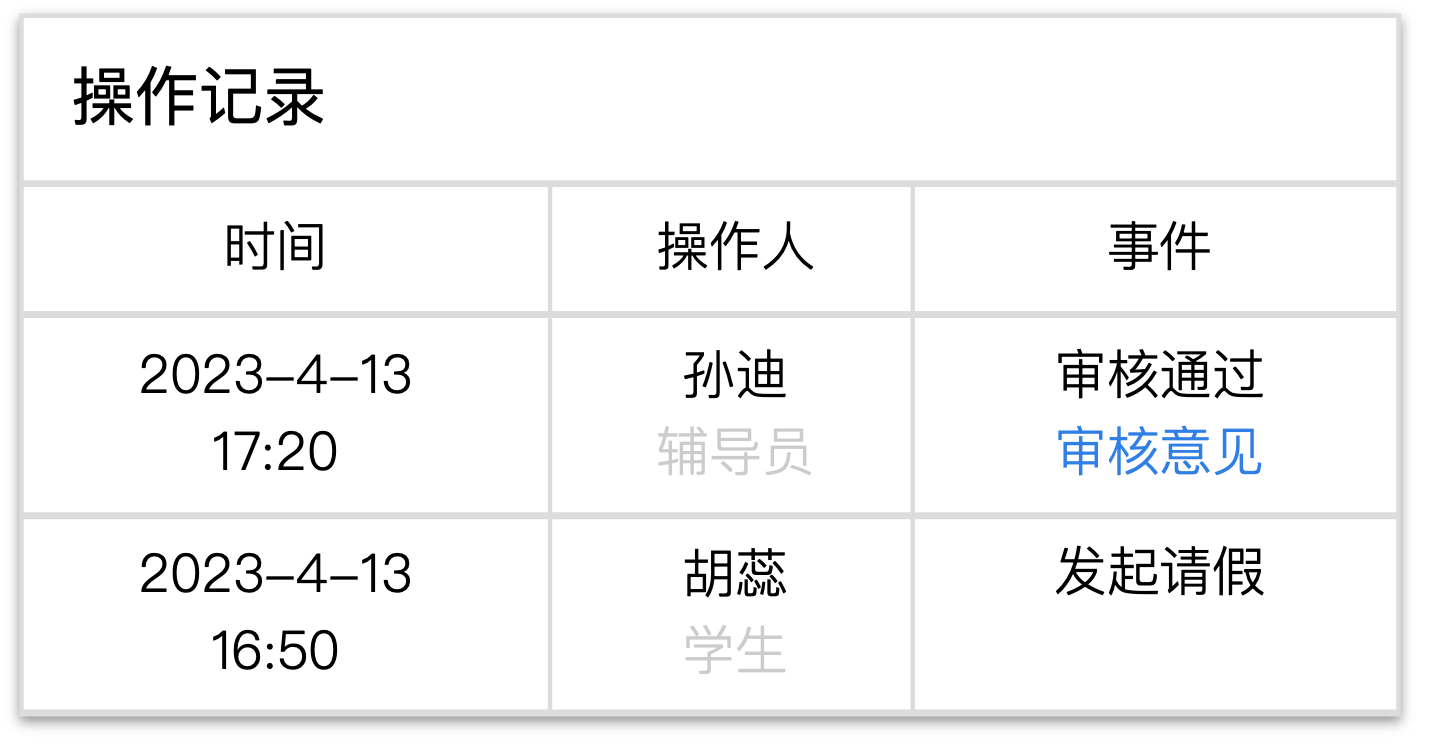 操作记录
时间 操作人 事件
2023-4-13 孙迪 审核通过
17:20 辅导员 审核意见
2023-4-13 胡蕊 发起请假
16:50 学生